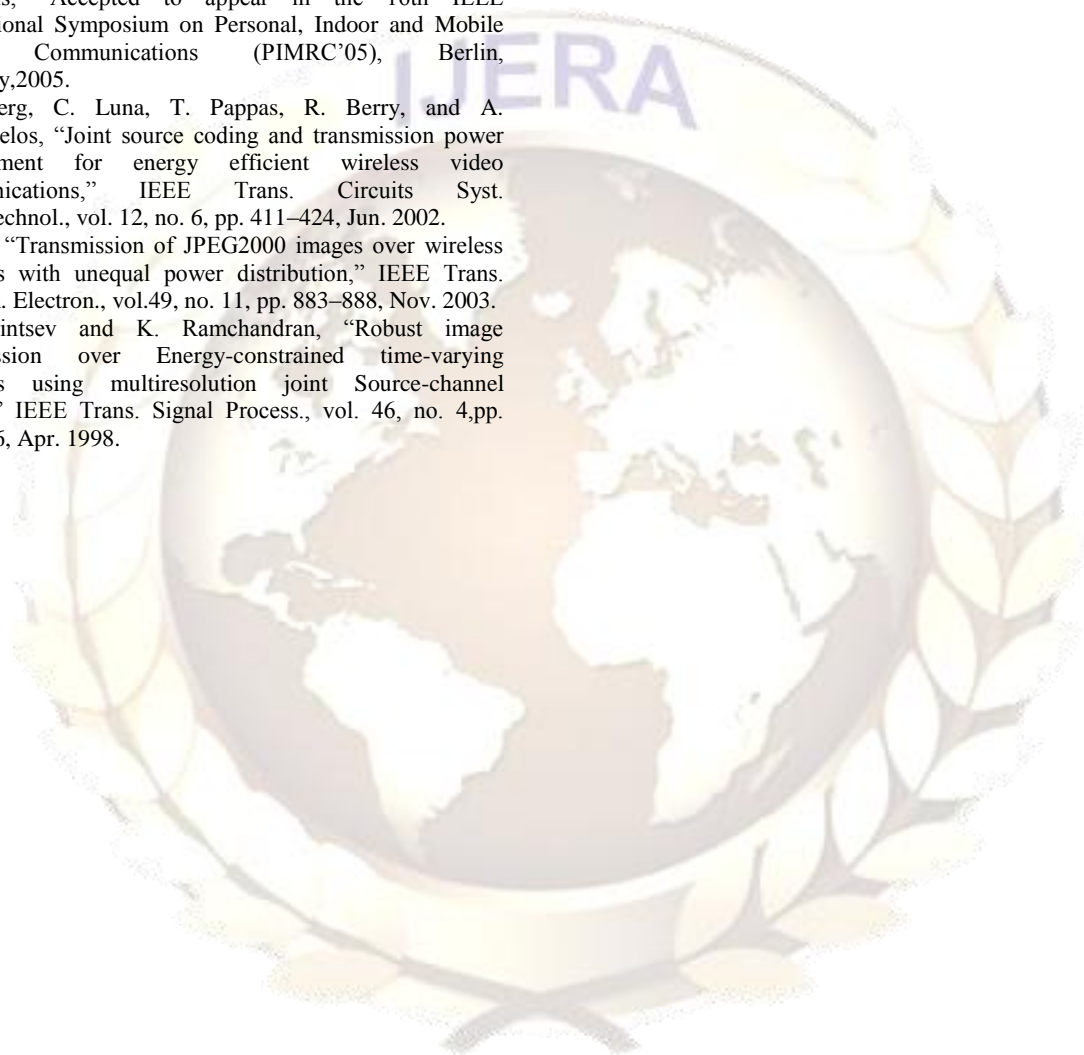 IJERA
"Accepted to appear in the 16th IEEE
ional Symposium on Personal, Indoor and Mobile
Communications (PIMRC’05), Berlin,
y,2005.
erg, C. Luna, T. Pappas, R. Berry, and A.
elos, “Joint source coding and transmission power
ment for energy efficient wireless video
nications,” IEEE Trans. Circuits Syst.
echnol., vol. 12, no. 6, pp. 411–424, Jun. 2002.
“Transmission of JPEG2000 images over wireless
s with unequal power distribution,” IEEE Trans.
. Electron., vol.49, no. 11, pp. 883–888, Nov. 2003.
intsev and K. Ramchandran, “Robust image
ssion over Energy-constrained time-varying
s using multiresolution joint Source-channel
” IEEE Trans. Signal Process., vol. 46, no. 4,pp.
6, Apr. 1998.